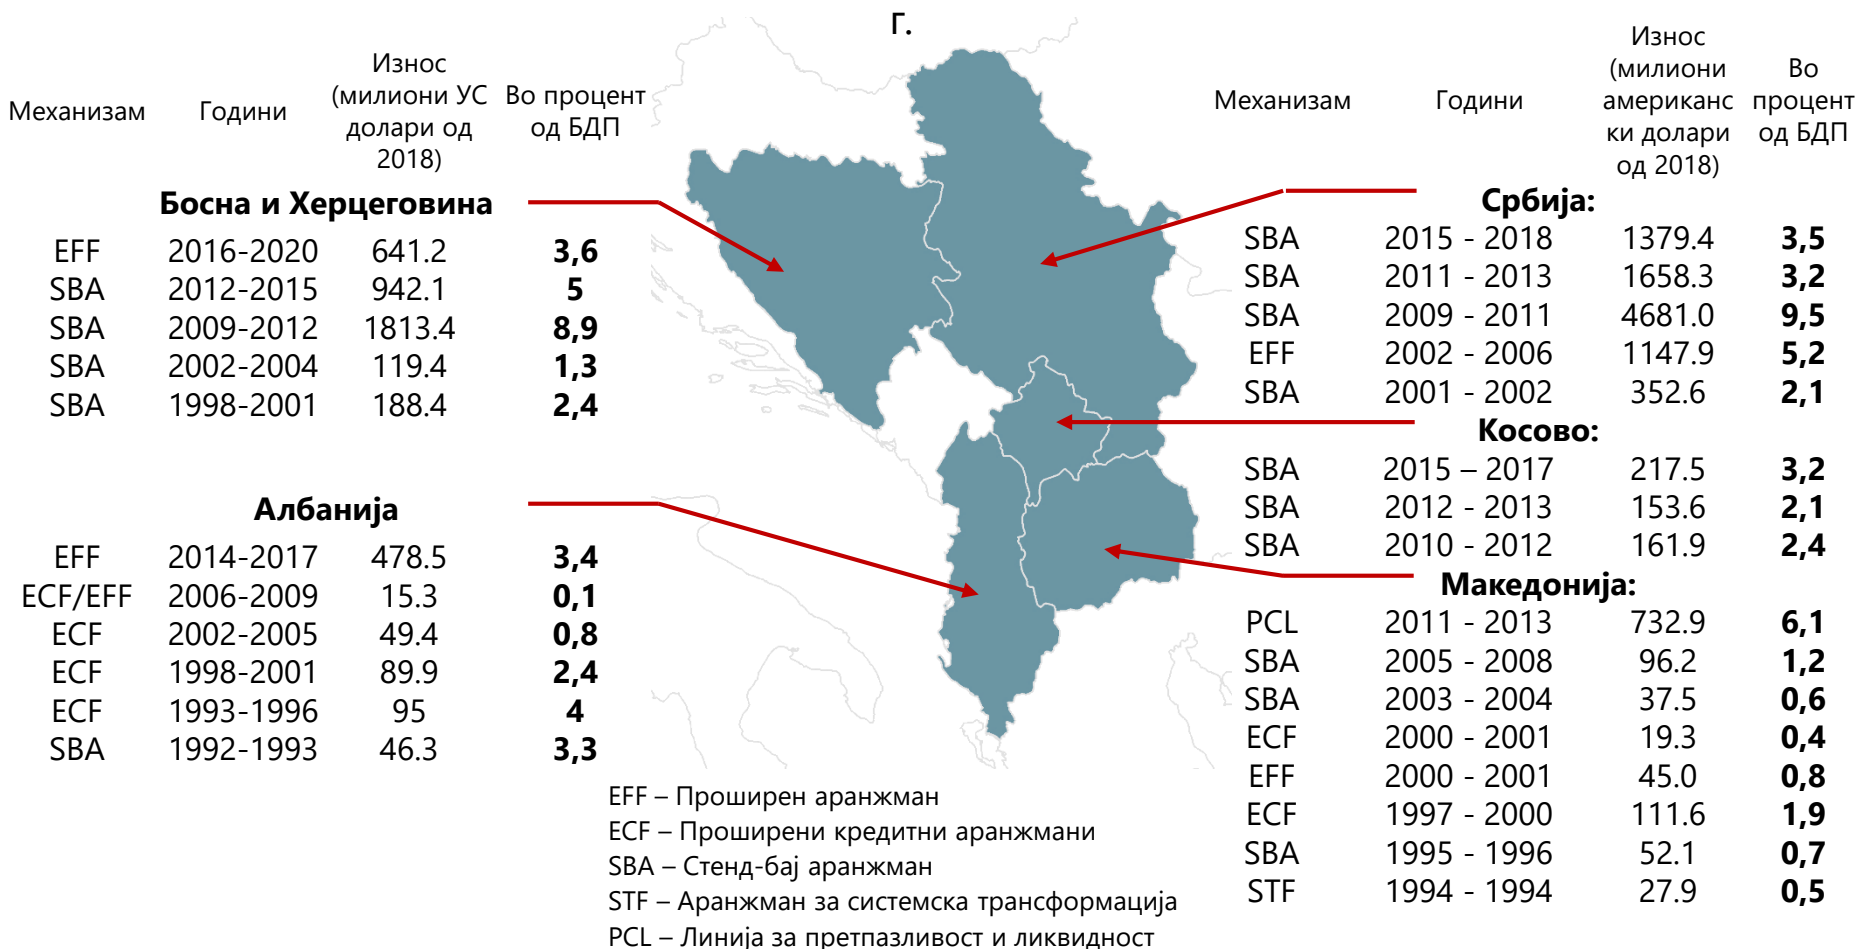 г.
Механизам Години Износ (милиони УС долари од 2018) Во процент од БДП
Босна и Херцеговина
EFF 2016-2020 641.2 3,6
SBA 2012-2015 942.1 5
SBA 2009-2012 1813.4 8,9
SBA 2002-2004 119.4 1,3
SBA 1998-2001 188.4 2,4
Албанија
EFF 2014-2017 478.5 3,4
ECF/EFF 2006-2009 15.3 0,1
ECF 2002-2005 49.4 0,8
ECF 1998-2001 89.9 2,4
ECF 1993-1996 95 4
SBA 1992-1993 46.3 3,3
Механизам Години Износ (милиони американс ки долари од 2018) Во процент од БДП
Србија:
SBA 2015 - 2018 1379.4 3,5
SBA 2011 - 2013 1658.3 3,2
SBA 2009 - 2011 4681.0 9,5
EFF 2002 - 2006 1147.9 5,2
SBA 2001 - 2002 352.6 2,1
Косово:
SBA 2015 – 2017 217.5 3,2
SBA 2012 - 2013 153.6 2,1
SBA 2010 - 2012 161.9 2,4
Македонија:
PCL 2011 - 2013 732.9 6,1
SBA 2005 - 2008 96.2 1,2
SBA 2003 - 2004 37.5 0,6
ECF 2000 - 2001 19.3 0,4
EFF 2000 - 2001 45.0 0,8
ECF 1997 - 2000 111.6 1,9
SBA 1995 - 1996 52.1 0,7
STF 1994 - 1994 27.9 0,5
EFF – Проширен аранжман
ECF – Проширени кредитни аранжмани
SBA – Стенд-бај аранжман
STF – Аранжман за системска трансформација
PCL – Линија за претпазливост и ликвидност